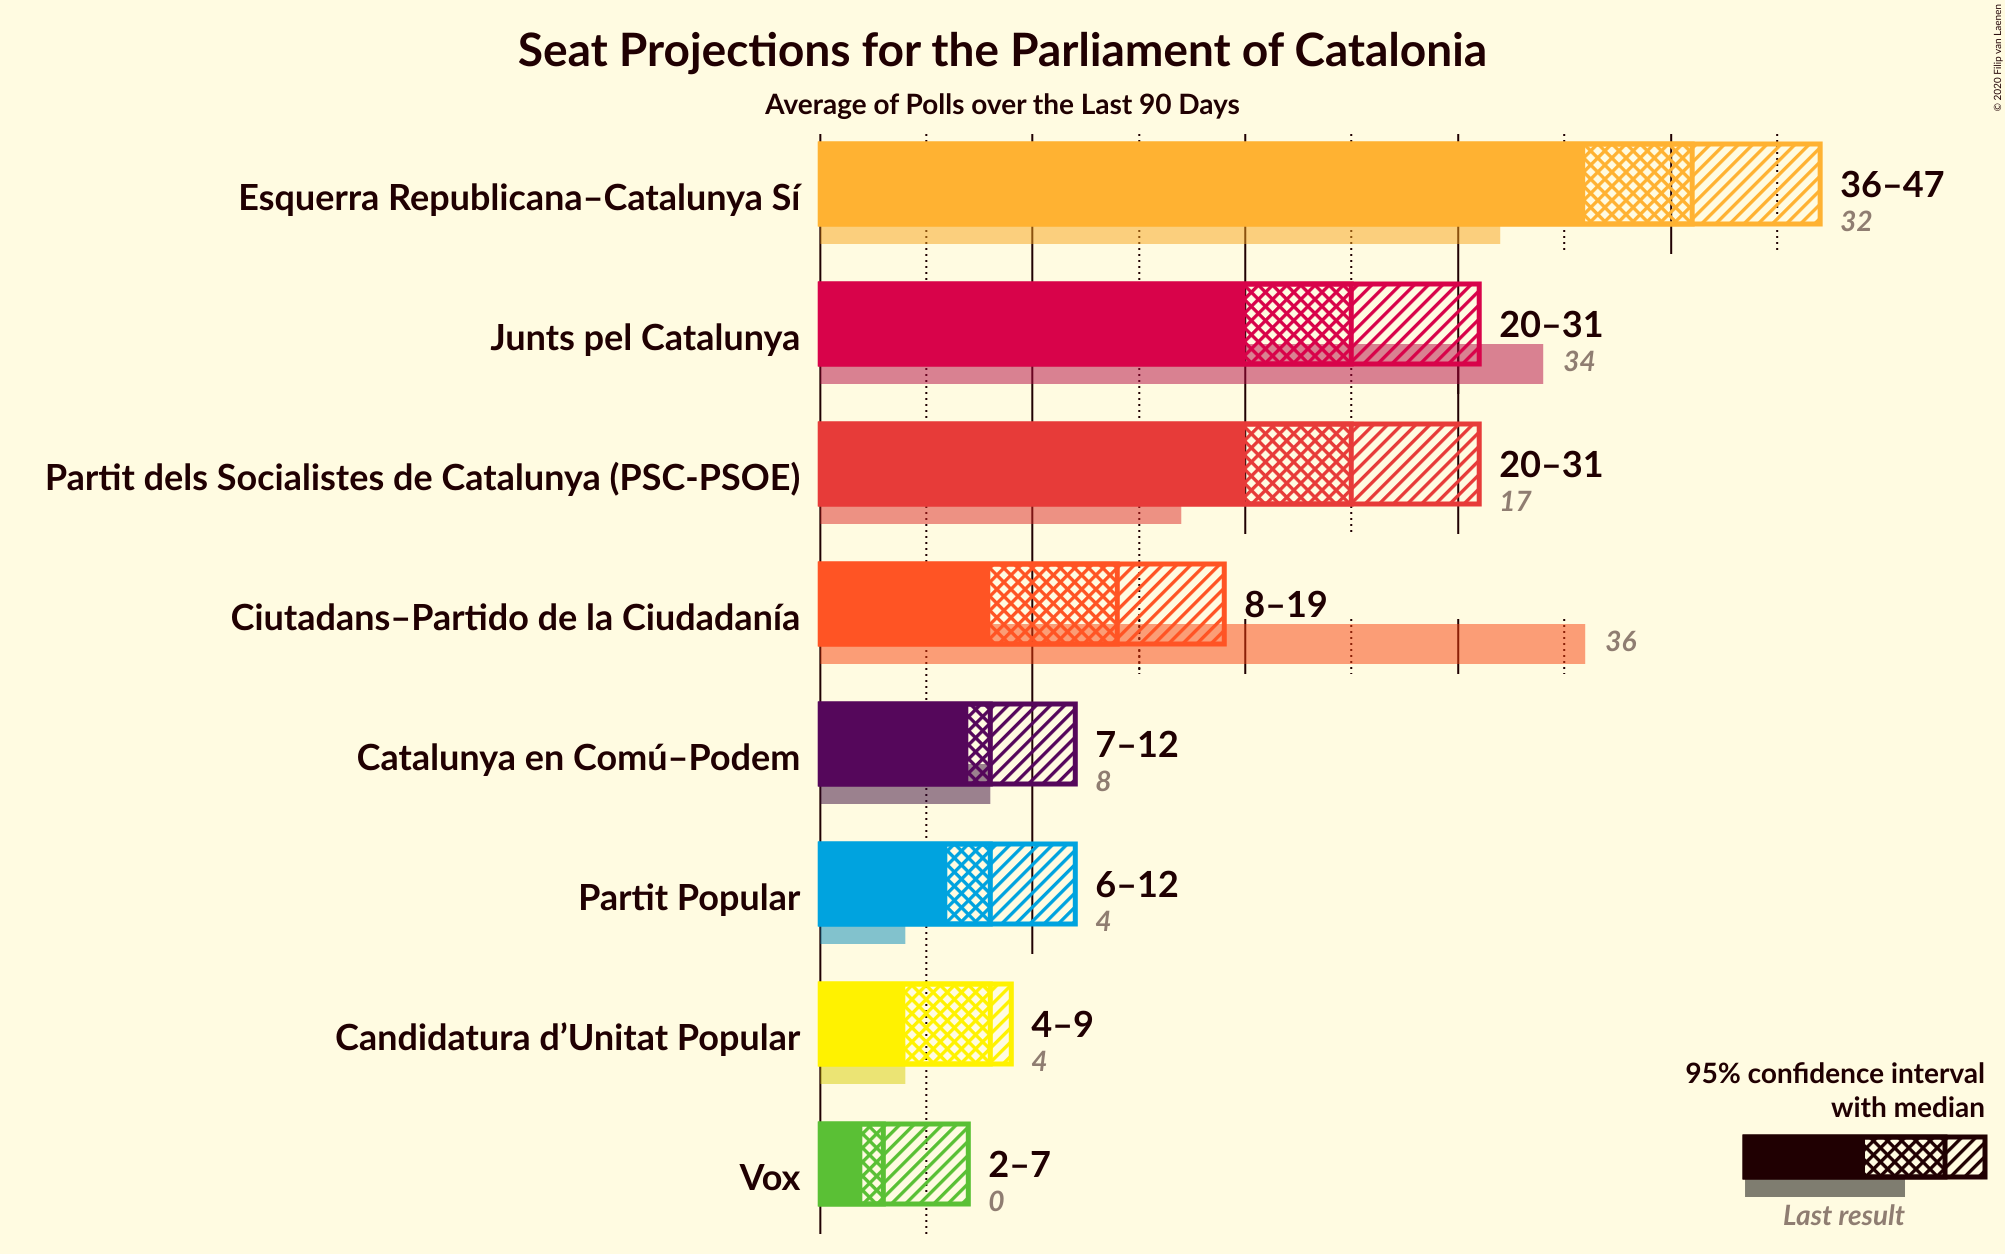 Seat Projections for the Parliament of Catalonia
Average of Polls over the Last 90 Days
© 2020 Filip van Laenen
Esquerra Republicana–Catalunya Sí
36–47
32
Junts pel Catalunya
20–31
34
Partit dels Socialistes de Catalunya (PSC-PSOE)
20–31
17
Ciutadans–Partido de la Ciudadanía
8–19
36
Catalunya en Comú–Podem
7–12
8
Partit Popular
6–12
4
Candidatura d’Unitat Popular
4–9
4
Vox
2–7
0
95% confidence interval
with median
Last result